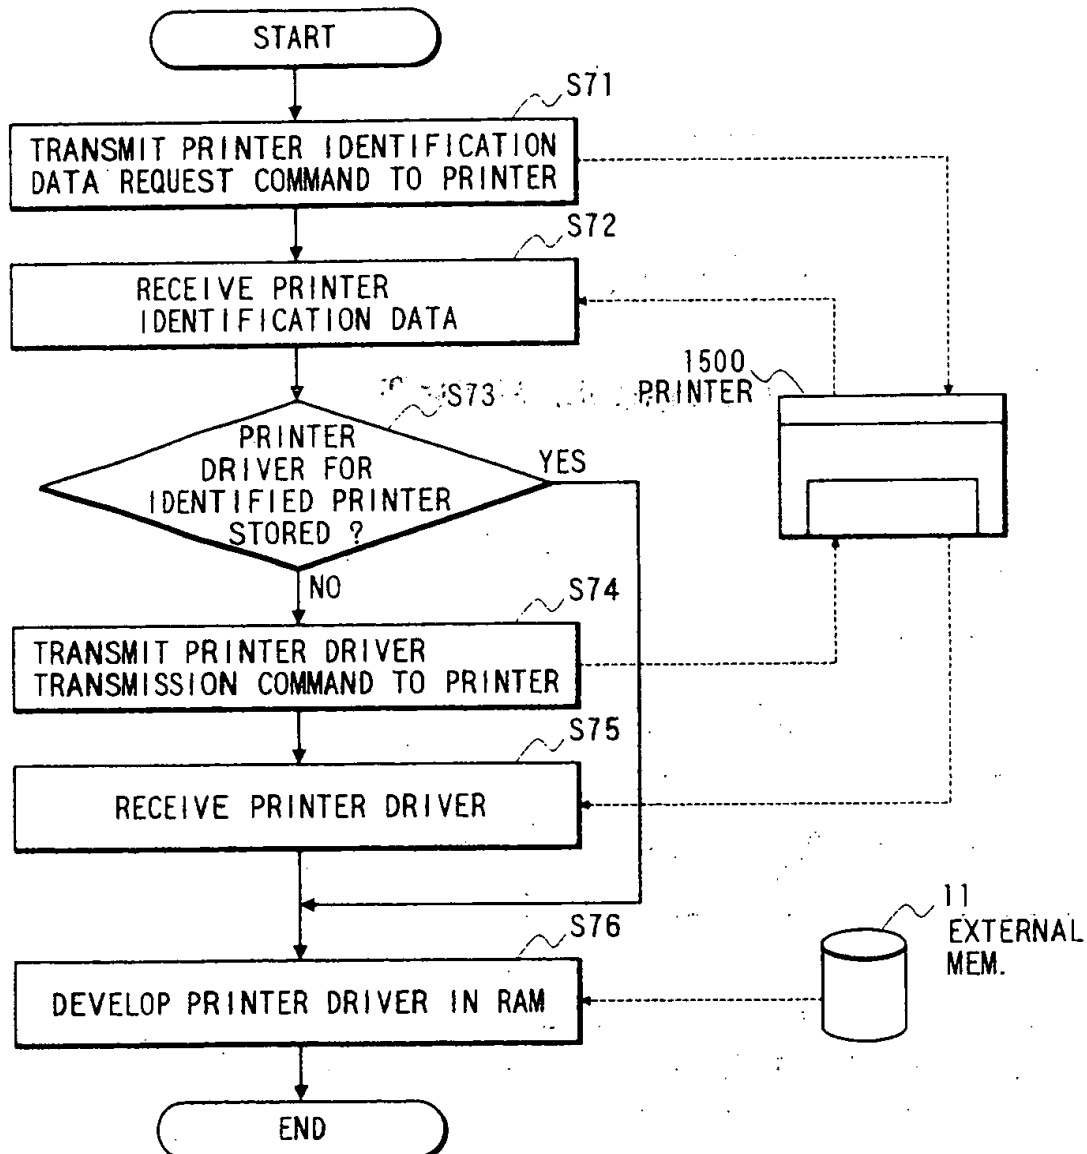 START
S71
TRANSMIT PRINTER IDENTIFICATION
DATA REQUEST COMMAND TO PRINTER
S72
RECEIVE PRINTER
IDENTIFICATION DATA
1500
PRINTER
S73
PRINTER
DRIVER FOR
IDENTIFIED PRINTER
STORED ?
YES
NO
S74
TRANSMIT PRINTER DRIVER
TRANSMISSION COMMAND TO PRINTER
S75
RECEIVE PRINTER DRIVER
11
EXTERNAL
MEM.
S76
DEVELOP PRINTER DRIVER IN RAM
END